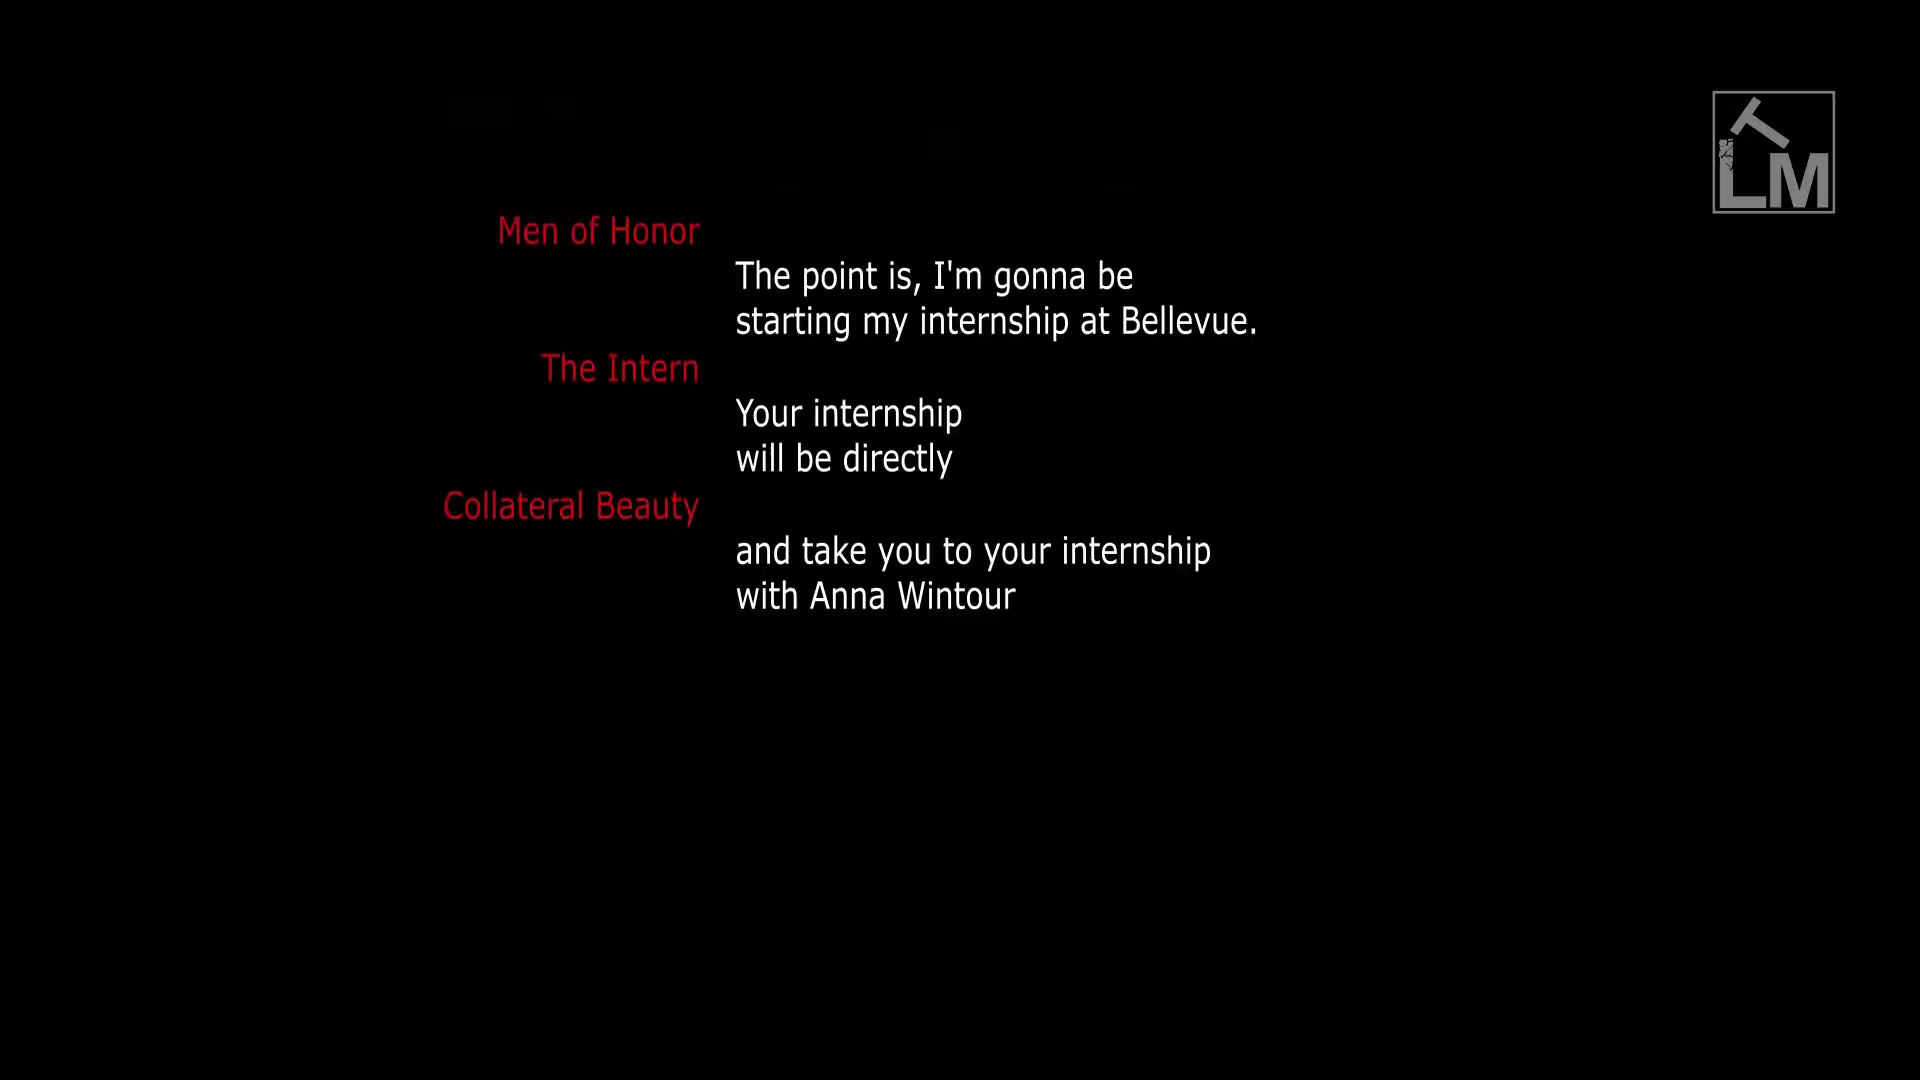 Men of Honor
The point is, I'm gonna be
starting my internship at Bellevue.
The Intern
Your internship
will be directly
Collateral Beauty
and take you to your internship
with Anna Wintour
LTM